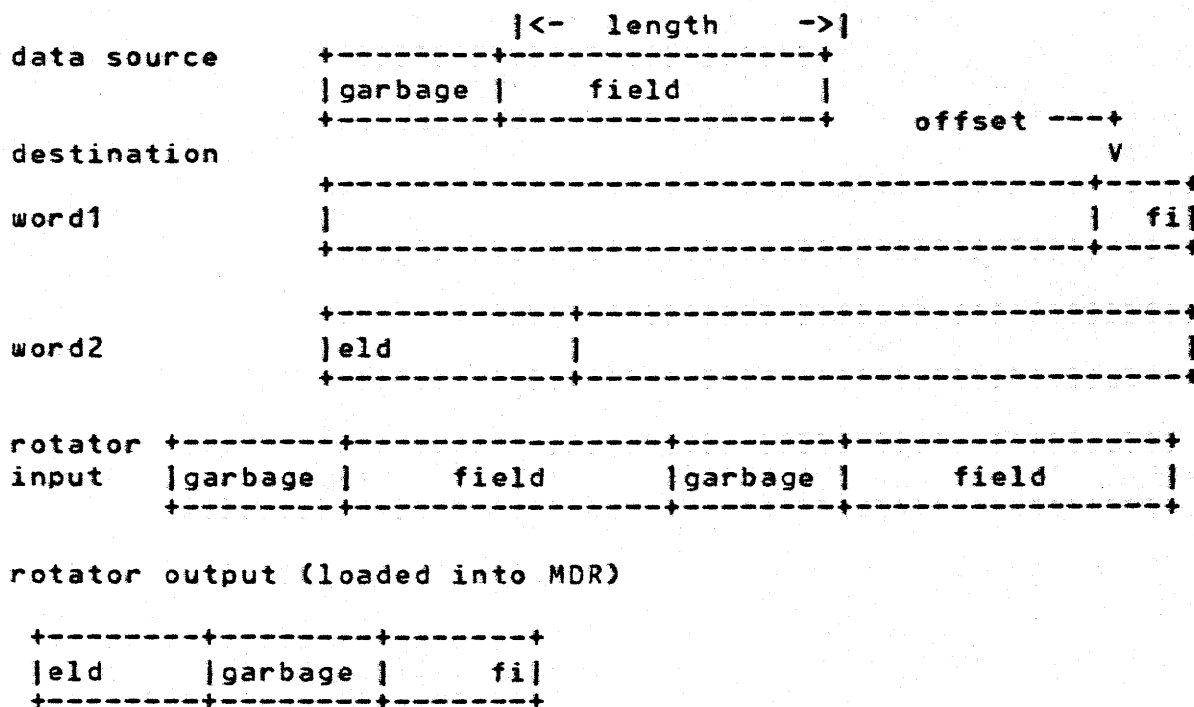 |<- length ->|
data source +--------+---------------+
|garbage | field |
+--------+---------------+ offset ---+
destination V
+-----------------------------------+----+
word1 | | fi|
+-----------------------------------+----+
+-----------+----------------------------+
word2 |eld | |
+-----------+----------------------------+
rotator +--------+---------------+--------+---------------+
input |garbage | field |garbage | field |
+--------+---------------+--------+---------------+
rotator output (loaded into MDR)
+--------+--------+-------+
|eld |garbage | fi|
+--------+--------+-------+